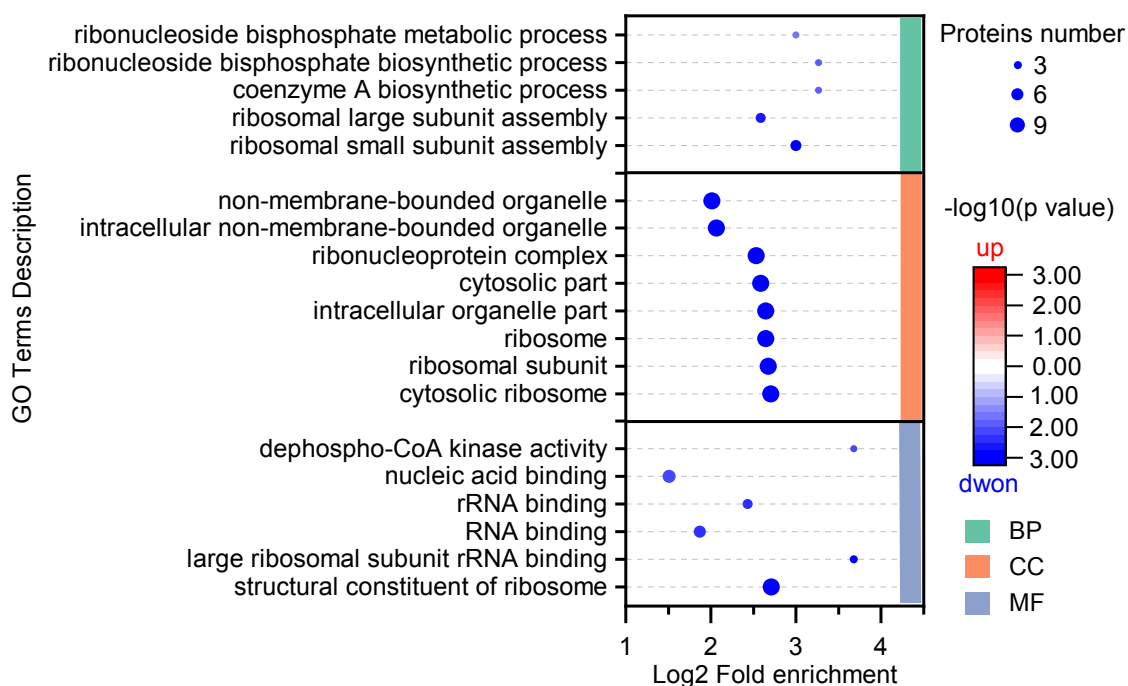 ribonucleoside bisphosphate metabolic process
ribonucleoside bisphosphate biosynthetic process
coenzyme A biosynthetic process
ribosomal large subunit assembly
ribosomal small subunit assembly
non-membrane-bounded organelle
intracellular non-membrane-bounded organelle
ribonucleoprotein complex
cytosolic part
intracellular organelle part
ribosome
ribosomal subunit
cytosolic ribosome
dephospho-CoA kinase activity
nucleic acid binding
rRNA binding
RNA binding
large ribosomal subunit rRNA binding
structural constituent of ribosome
GO Terms Description
1 2 3 4
Log2 Fold enrichment
Proteins number
3
6
9
-log10(p value)
up
3.00
2.00
1.00
0.00
1.00
2.00
3.00
dwon
BP
CC
MF